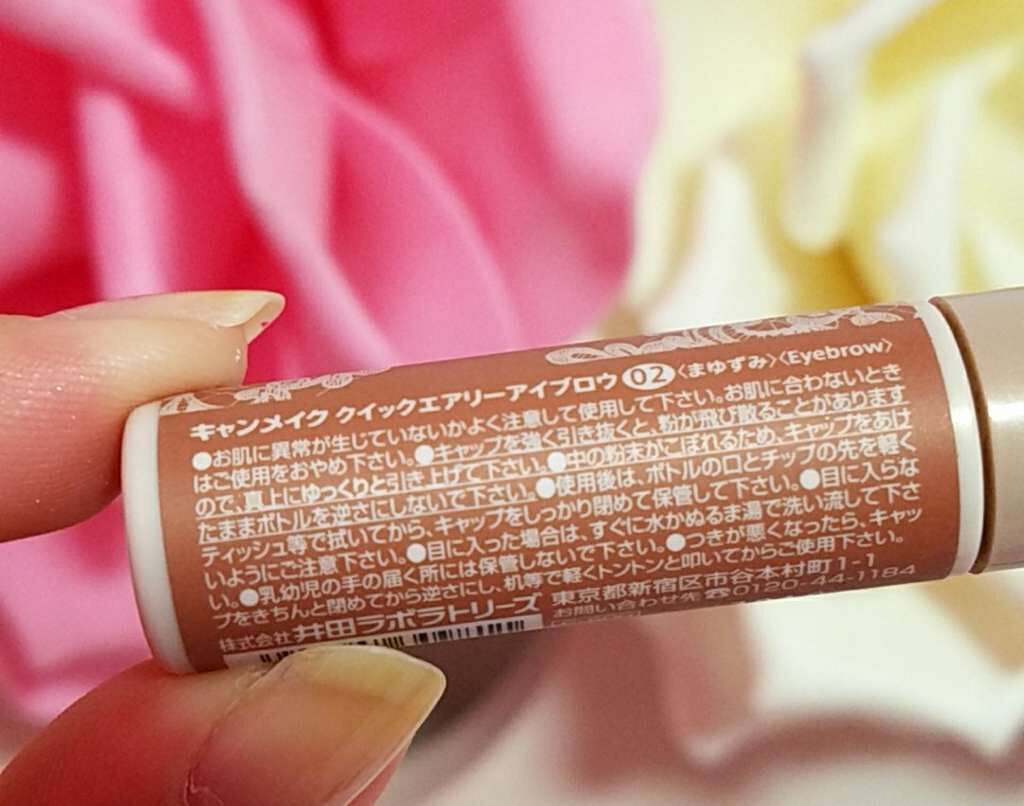 キャンメイク クイックエアリーアイブロウ 02 〈まゆずみ〉〈Eyebrow〉
●お肌に異常が生じていないかよく注意して使用して下さい。お肌に合わないとき
はご使用をおやめ下さい。●キャップを強く引き抜くと、粉が飛び散ることがあります
ので、真上にゆっくりと引き上げて下さい。●中の粉末がこぼれるため、キャップをあけ
たままボトルを逆さにしないで下さい。●使用後は、ボトルの口とチップの先を軽く
ティッシュ等で拭いてから、キャップをしっかり閉めて保管して下さい。●目に入らな
いようにご注意下さい。●目に入った場合は、すぐに水かぬるま湯で洗い流して下さ
い。●乳幼児の手の届く所には保管しないで下さい。●つきが悪くなったら、キャッ
プをきちんと閉めてから逆さにし、机等で軽くトントンと叩いてからご使用下さい。
株式会社 井田ラボラトリーズ 東京都新宿区市谷本村町1-1
お問い合わせ先 ☎0120-44-1184